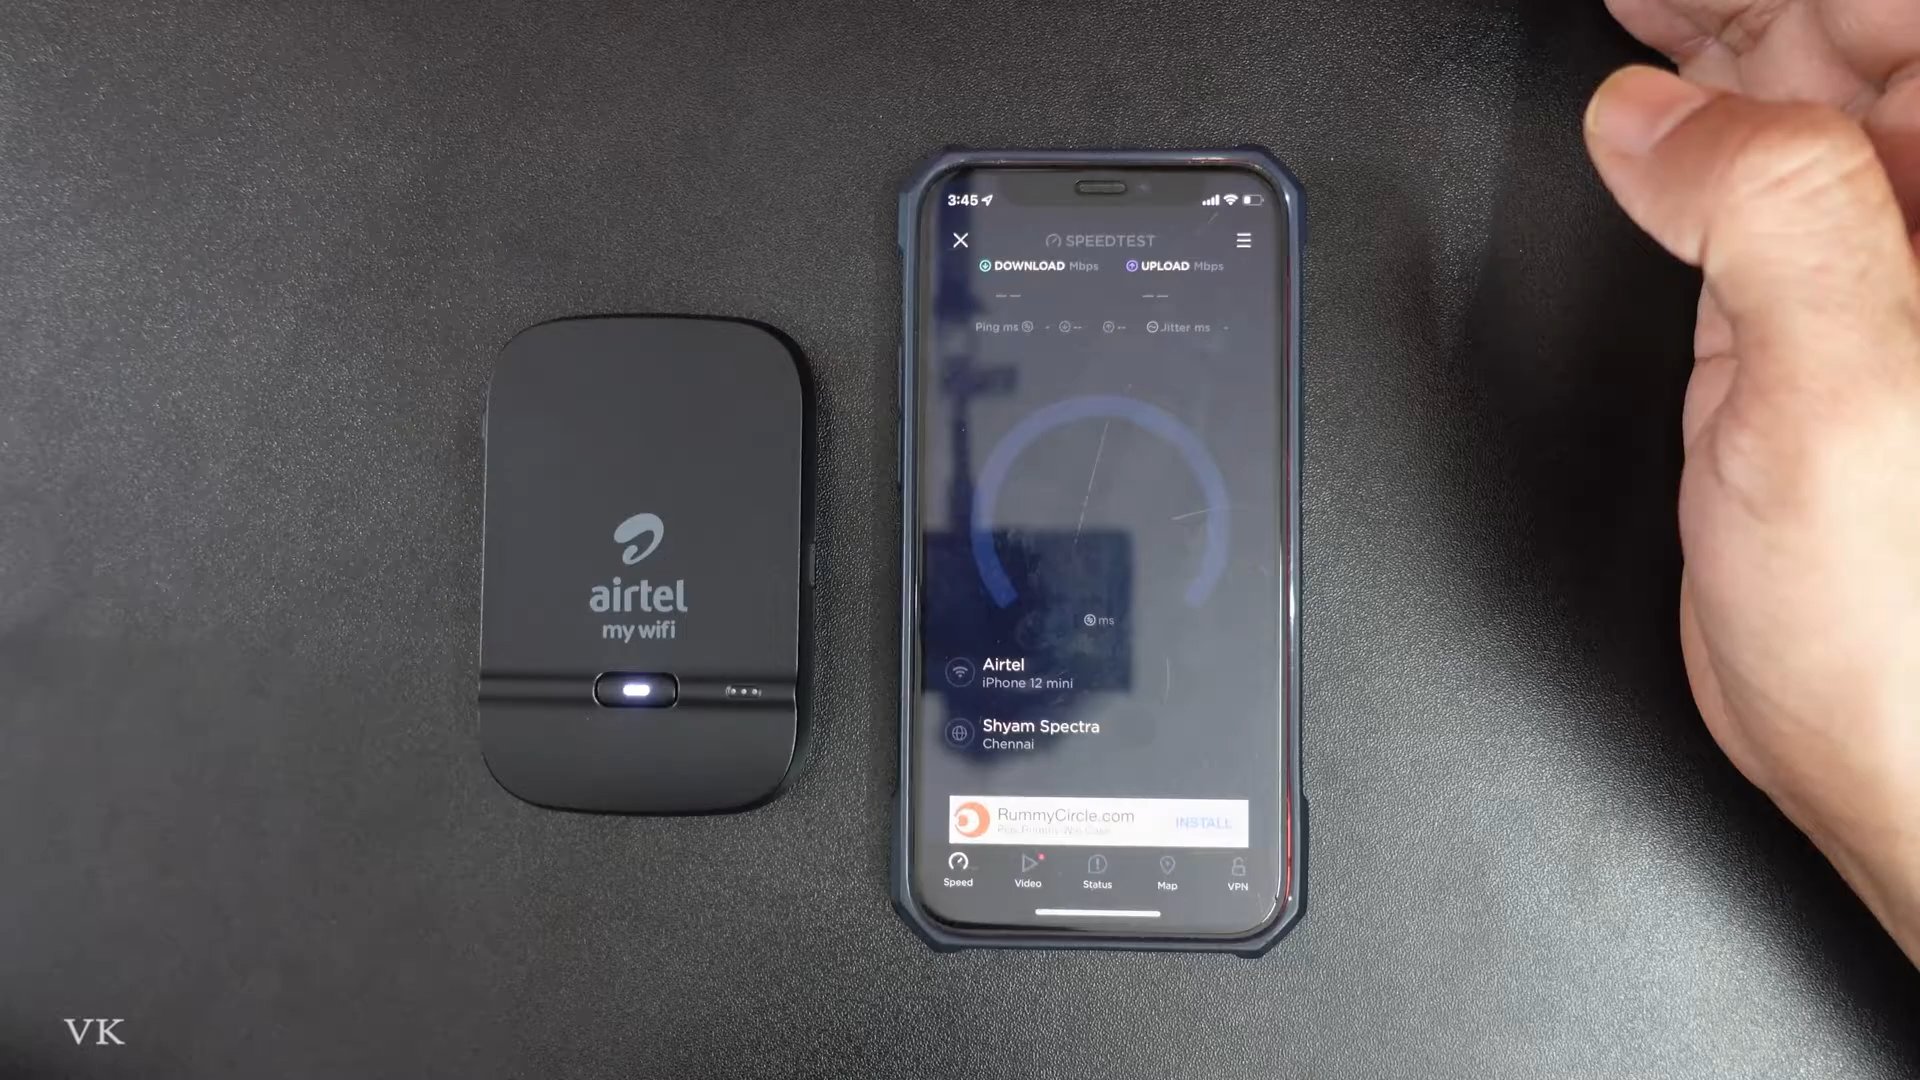 3:45
SPEEDTEST
DOWNLOAD Mbps UPLOAD Mbps
Ping ms Jitter ms
ms
airtel
my wifi
Airtel
iPhone 12 mini
Shyam Spectra
Chennai
RummyCircle.com
INSTALL
Speed Video Status Map VPN
VK